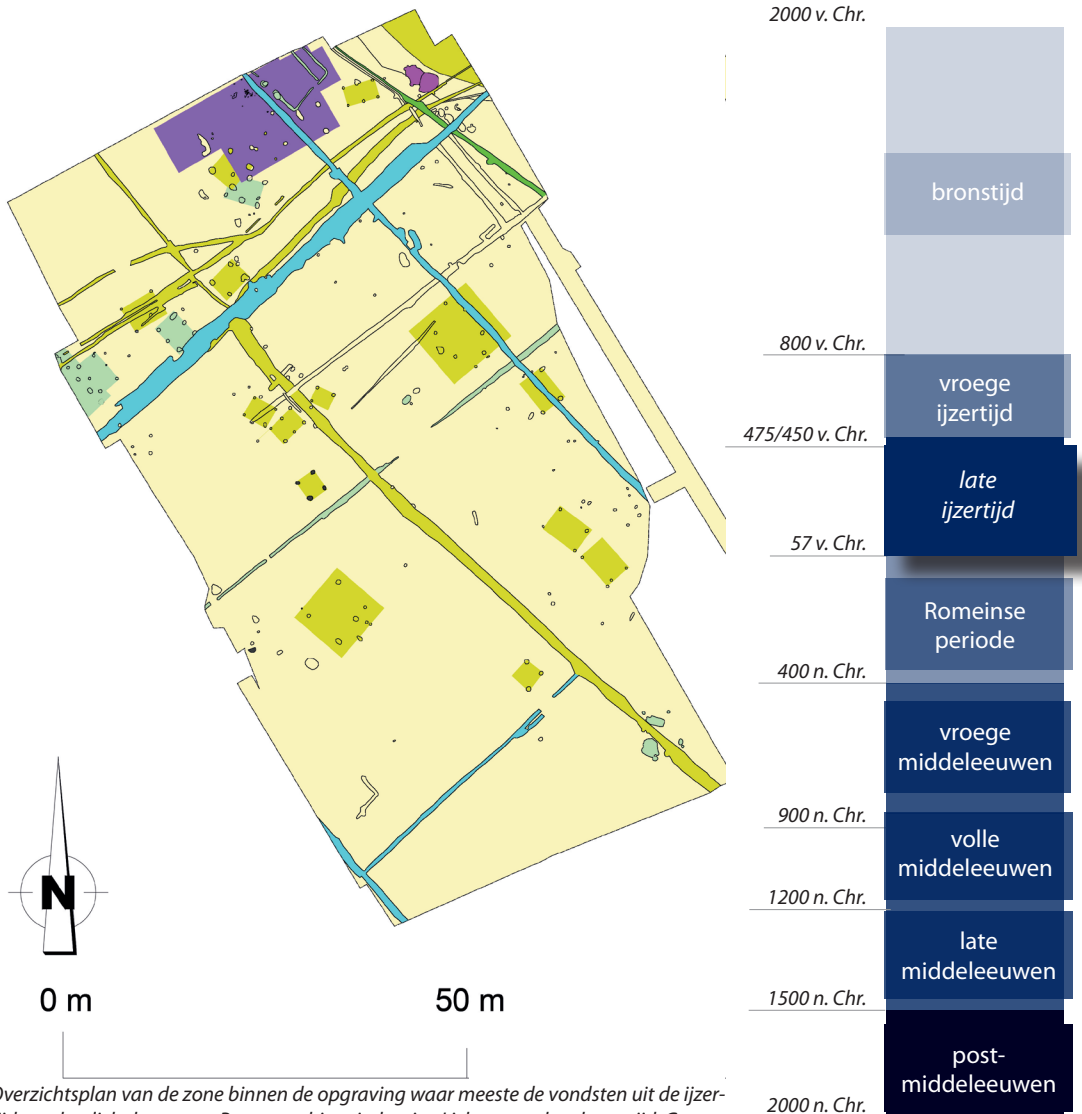 2000 v. Chr.
bronstijd
800 v. Chr.
vroege
ijzertijd
475/450 v. Chr.
late
ijzertijd
57 v. Chr.
Romeinse
periode
400 n. Chr.
vroege
middeleeuwen
900 n. Chr.
volle
middeleeuwen
1200 n. Chr.
late
middeleeuwen
1500 n. Chr.
post-
middeleeuwen
2000 n. Chr.
N
0 m 50 m
Overzichtsplan van de zone binnen de opgraving waar meeste de vondsten uit de ijzer-